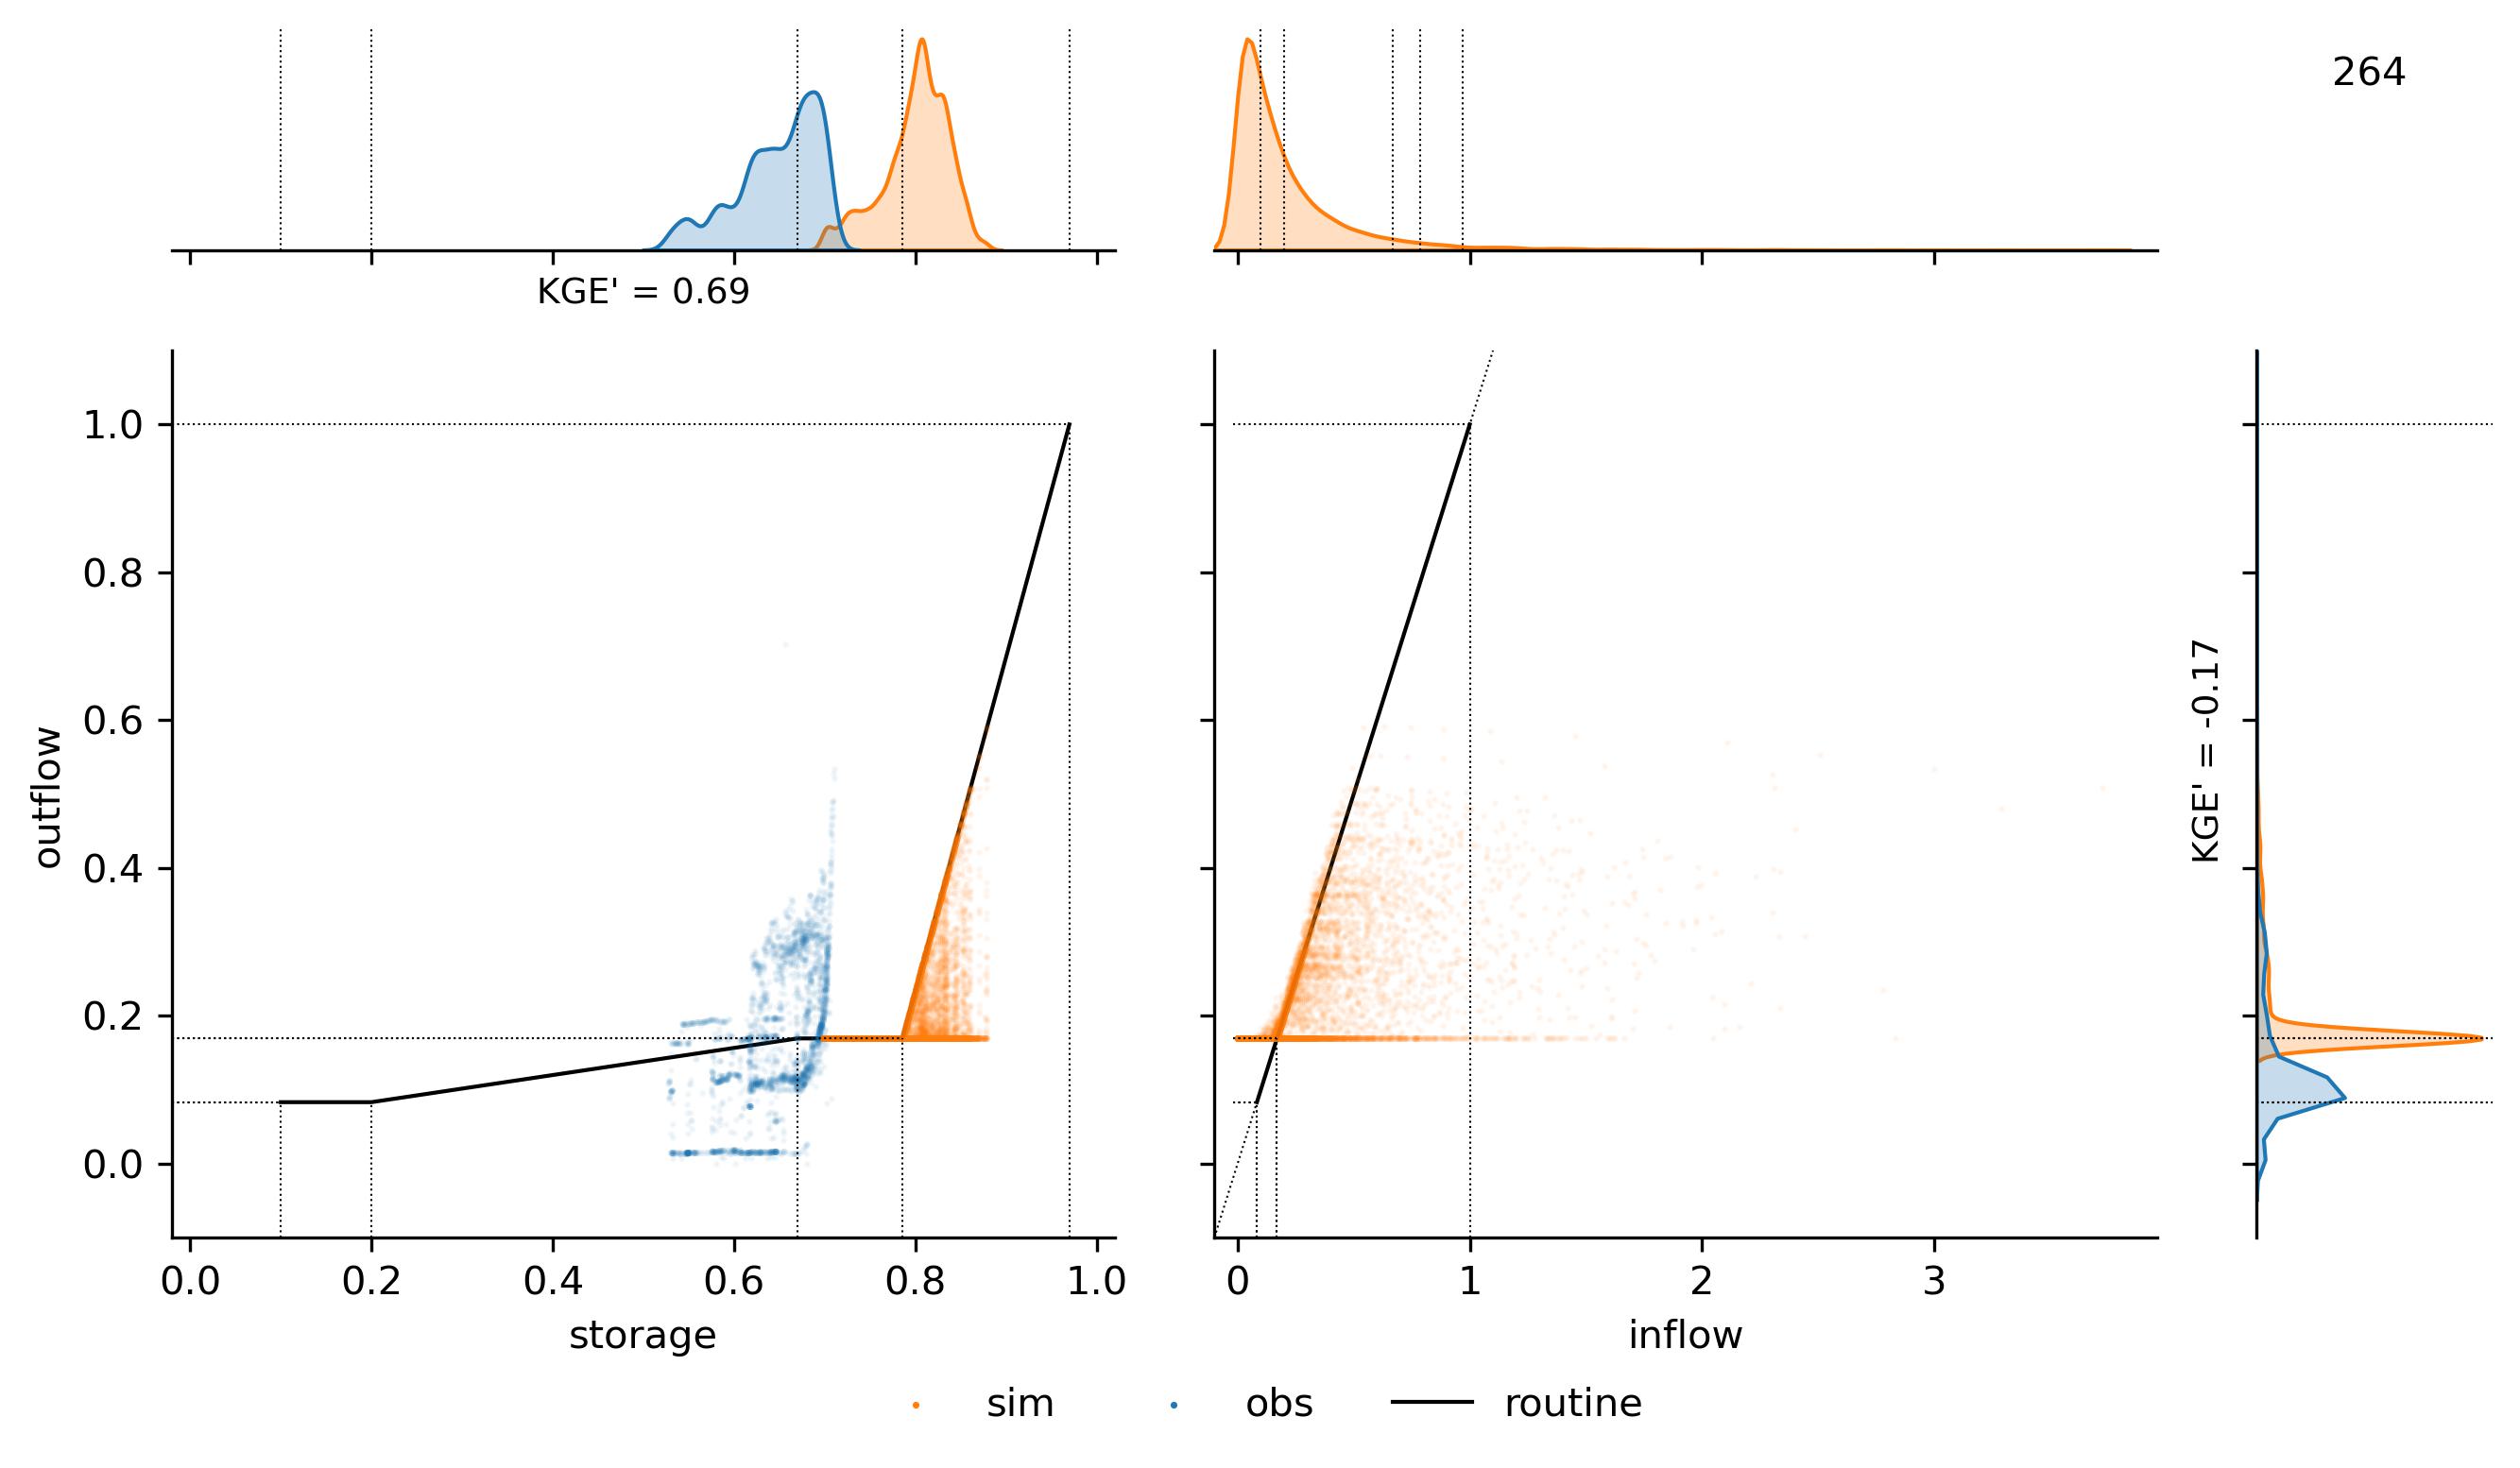 264
KGE' = 0.69
1.0
0.8
0.6
0.4
0.2
0.0
outflow
KGE' = -0.17
0.0 0.2 0.4 0.6 0.8 1.0
0 1 2 3
storage
inflow
sim obs routine